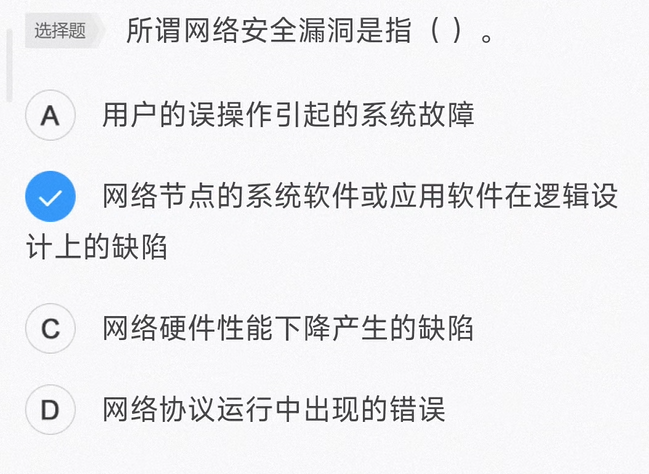 选择题 所谓网络安全漏洞是指（ ）。
A 用户的误操作引起的系统故障
网络节点的系统软件或应用软件在逻辑设
计上的缺陷
C 网络硬件性能下降产生的缺陷
D 网络协议运行中出现的错误